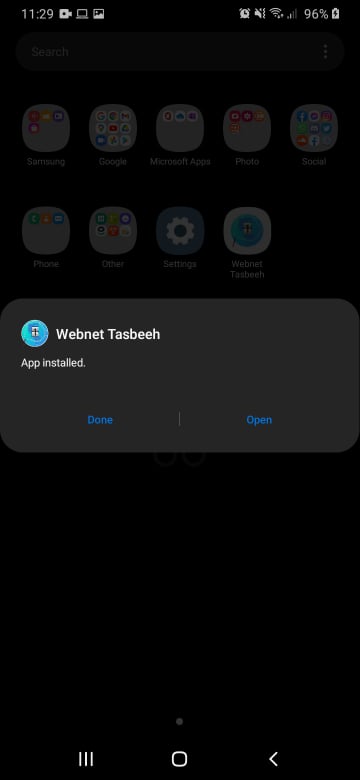 11:29
96%
Search
Samsung
Google
Microsoft Apps
Photo
Social
Phone
Other
Settings
Webnet
Tasbeeh
Webnet Tasbeeh
App installed.
Done
Open